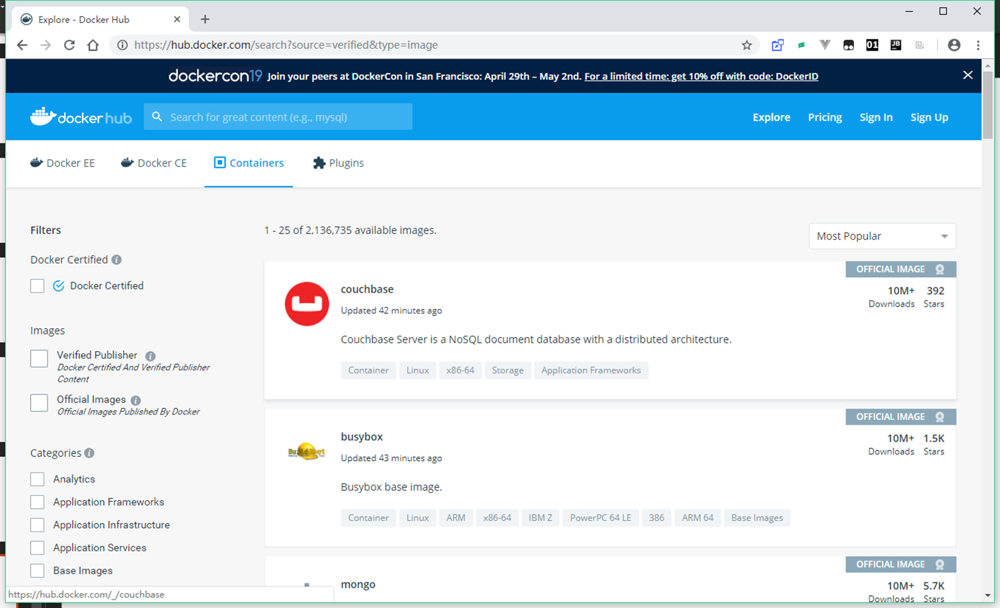 Explore - Docker Hub
https://hub.docker.com/search?source=verified&type=image
01
JB
dockercon19 Join your peers at DockerCon in San Francisco: April 29th – May 2nd. For a limited time: get 10% off with code: DockerID
docker hub
Search for great content (e.g., mysql)
Explore Pricing Sign In Sign Up
Docker EE Docker CE Containers Plugins
Filters
1 - 25 of 2,136,735 available images.
Most Popular
Docker Certified
Docker Certified
Images
Verified Publisher
Docker Certified And Verified Publisher
Content
Official Images
Official Images Published By Docker
Categories
Analytics
Application Frameworks
Application Infrastructure
Application Services
Base Images
OFFICIAL IMAGE
couchbase
10M+ 392
Downloads Stars
Updated 42 minutes ago
Couchbase Server is a NoSQL document database with a distributed architecture.
Container Linux x86-64 Storage Application Frameworks
OFFICIAL IMAGE
busybox
10M+ 1.5K
Downloads Stars
BuildRoot
Updated 43 minutes ago
Busybox base image.
Container Linux ARM x86-64 IBM Z PowerPC 64 LE 386 ARM 64 Base Images
OFFICIAL IMAGE
mongo
10M+ 5.7K
Downloads Stars
https://hub.docker.com/_/couchbase